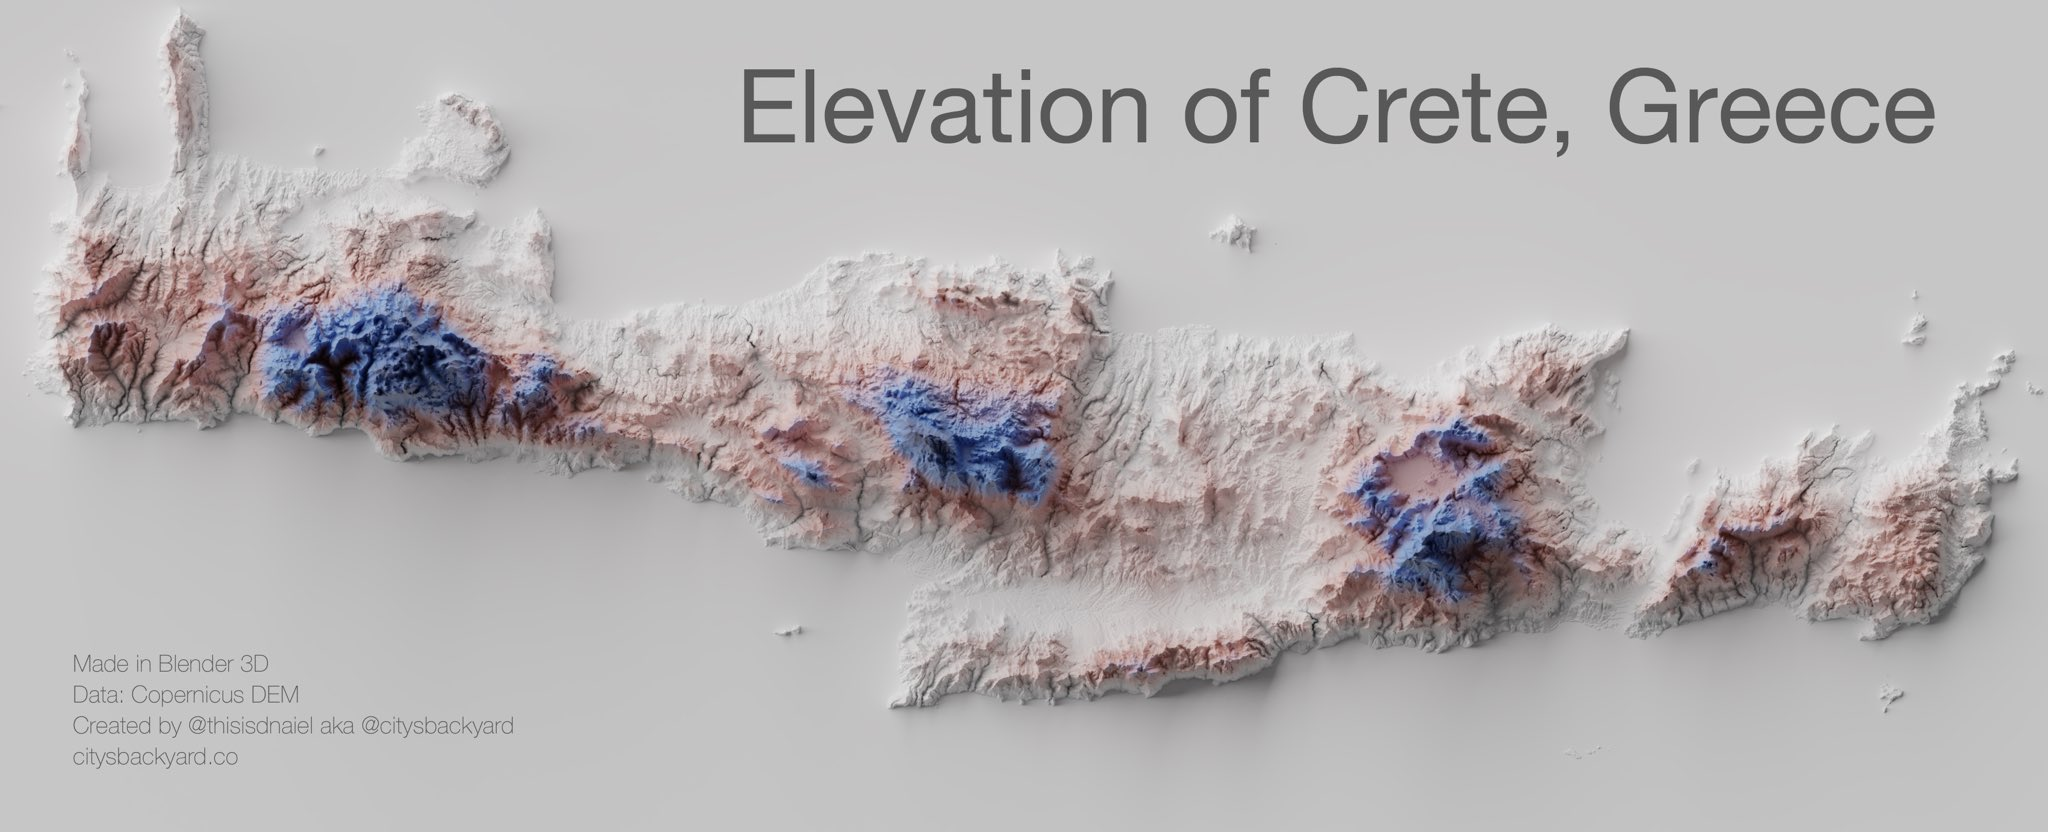 Elevation of Crete, Greece
Made in Blender 3D
Data: Copernicus DEM
Created by @thisisdnaiel aka @citysbackyard
citysbackyard.co